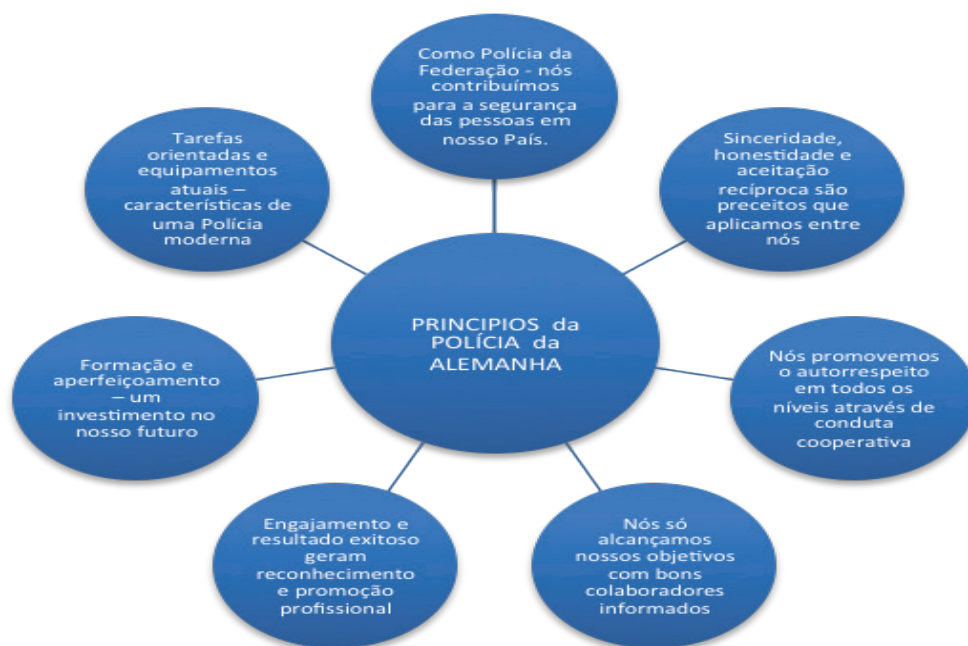 Como Polícia da
Federação - nós
contribuímos
para a segurança
das pessoas em
nosso País.
Sinceridade,
honestidade e
aceitação
recíproca são
preceitos que
aplicamos entre
nós
Nós promovemos
o autorrespeito
em todos os
níveis através de
conduta
cooperativa
Nós só
alcançamos
nossos objetivos
com bons
colaboradores
informados
Engajamento e
resultado exitoso
geram
reconhecimento
e promoção
profissional
Formação e
aperfeiçoamento
– um
investimento no
nosso futuro
Tarefas
orientadas e
equipamentos
atuais –
características de
uma Polícia
moderna
PRINCIPIOS da
POLÍCIA da
ALEMANHA